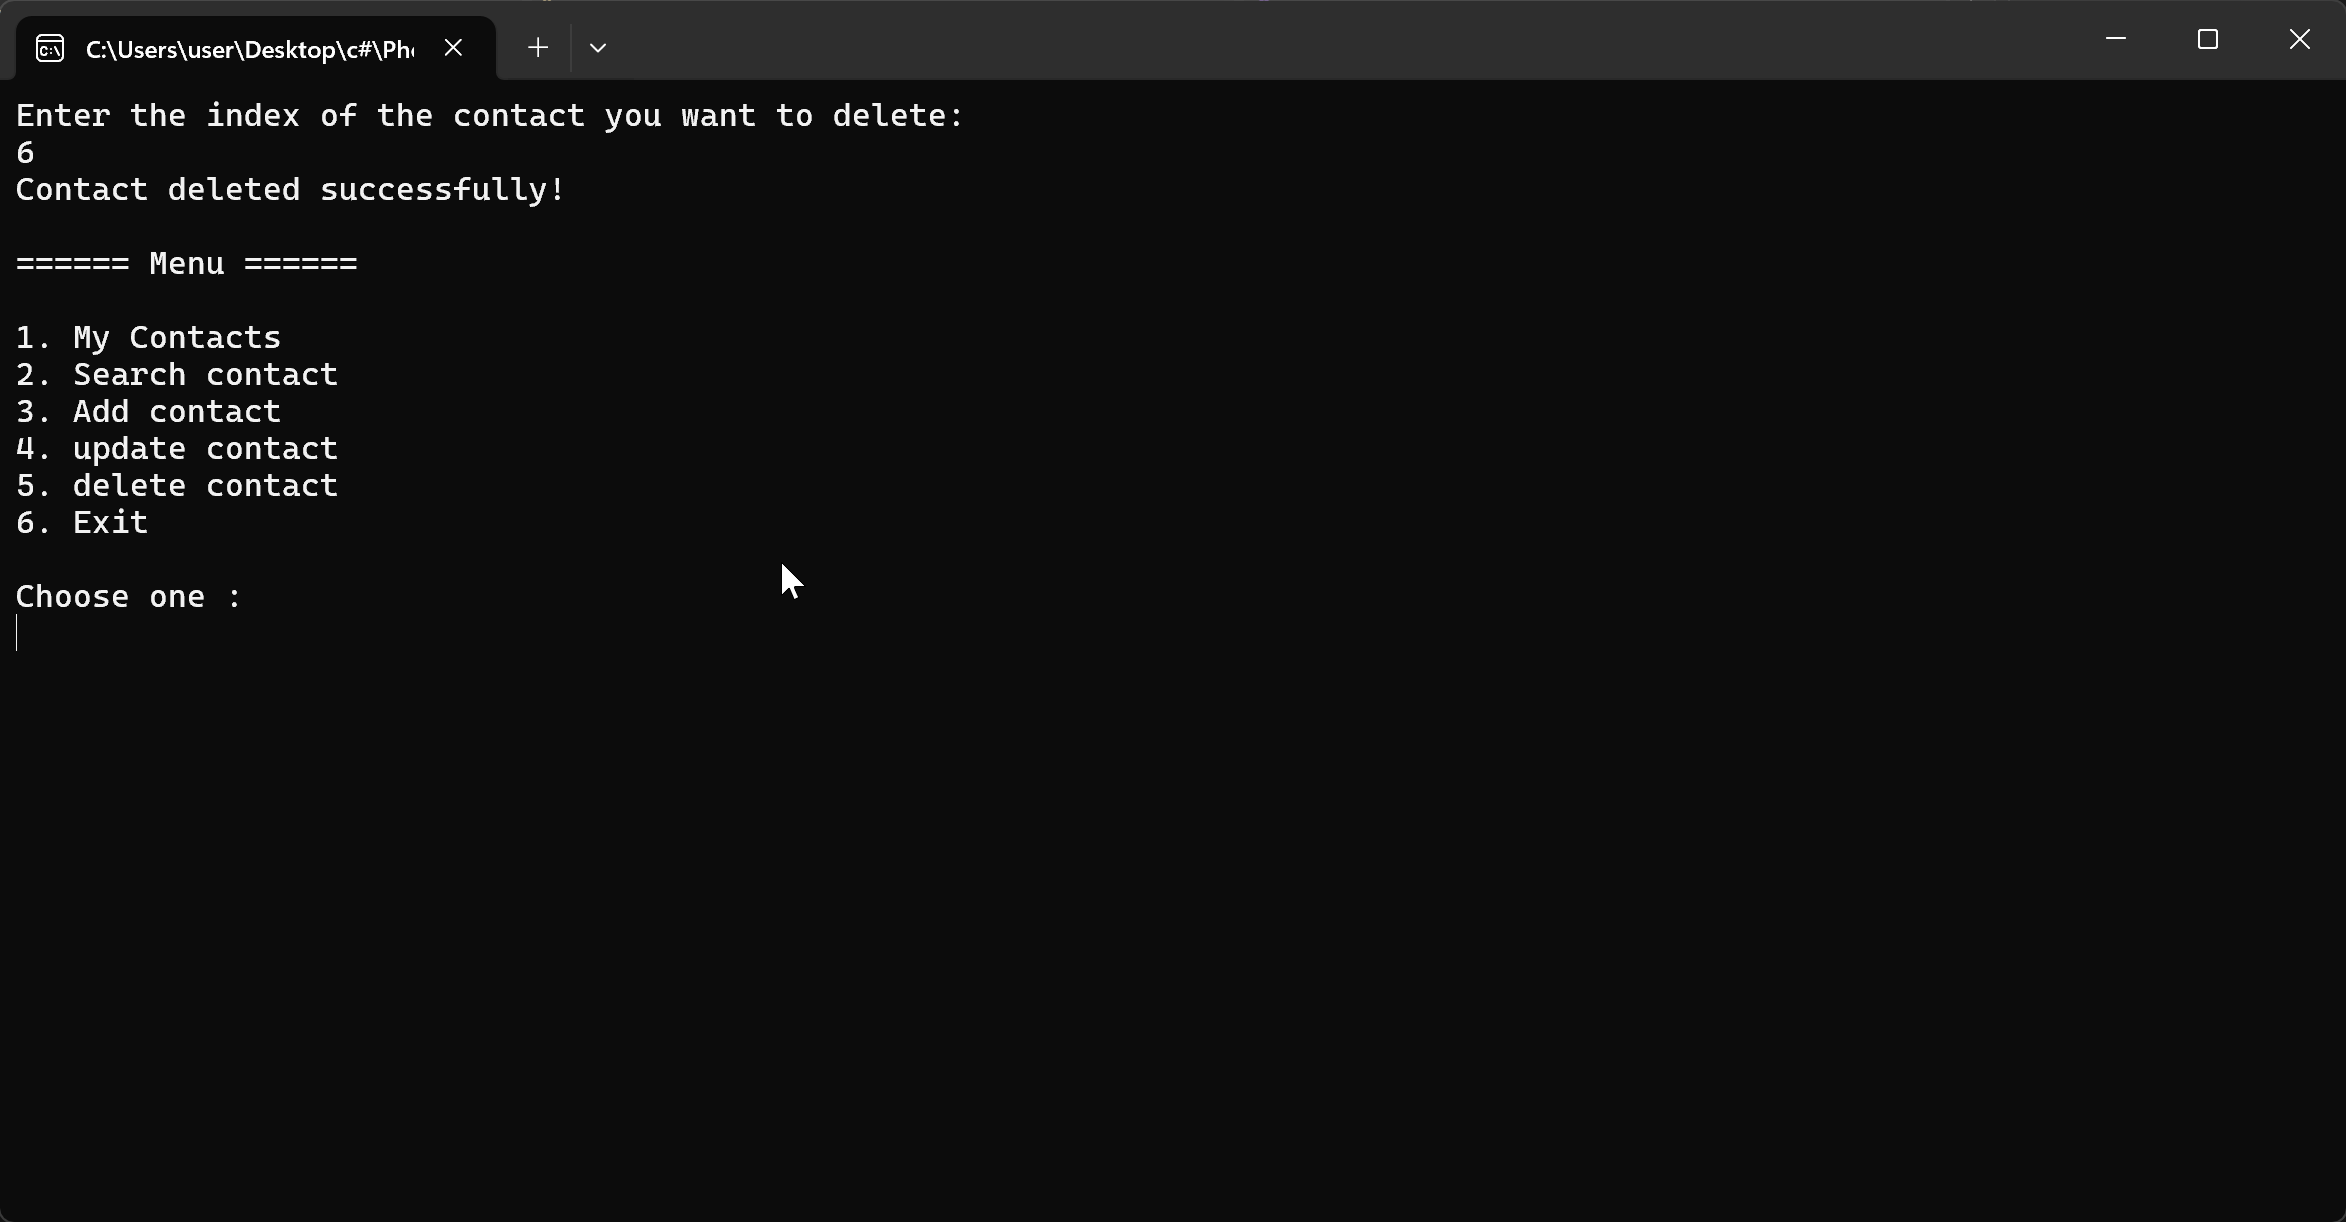 C:\Users\user\Desktop\c#\Ph
Enter the index of the contact you want to delete:
6
Contact deleted successfully!
====== Menu ======
1. My Contacts
2. Search contact
3. Add contact
4. update contact
5. delete contact
6. Exit
Choose one :